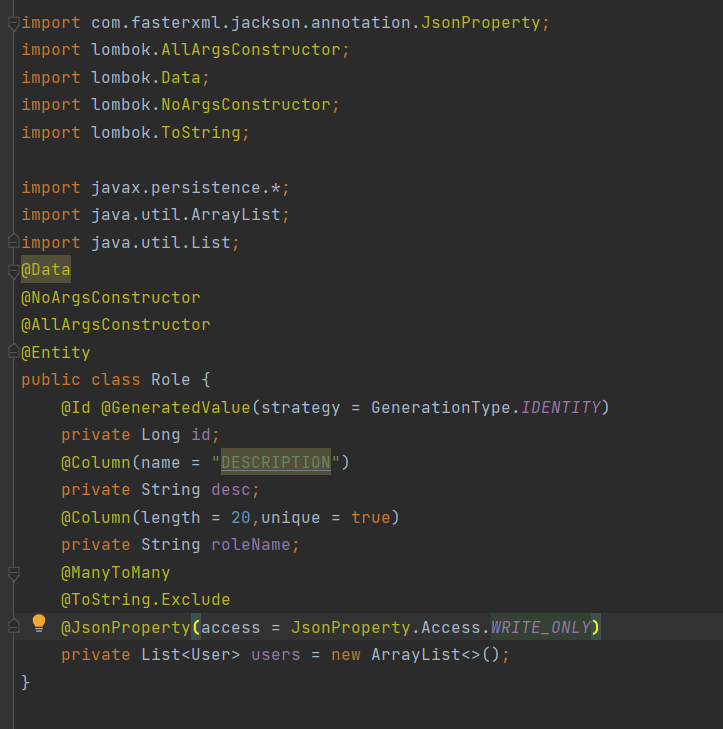 import com.fasterxml.jackson.annotation.JsonProperty;
import lombok.AllArgsConstructor;
import lombok.Data;
import lombok.NoArgsConstructor;
import lombok.ToString;

import javax.persistence.*;
import java.util.ArrayList;
import java.util.List;
@Data
@NoArgsConstructor
@AllArgsConstructor
@Entity
public class Role {
    @Id @GeneratedValue(strategy = GenerationType.IDENTITY)
    private Long id;
    @Column(name = "DESCRIPTION")
    private String desc;
    @Column(length = 20,unique = true)
    private String roleName;
    @ManyToMany
    @ToString.Exclude
    @JsonProperty(access = JsonProperty.Access.WRITE_ONLY)
    private List<User> users = new ArrayList<>();
}